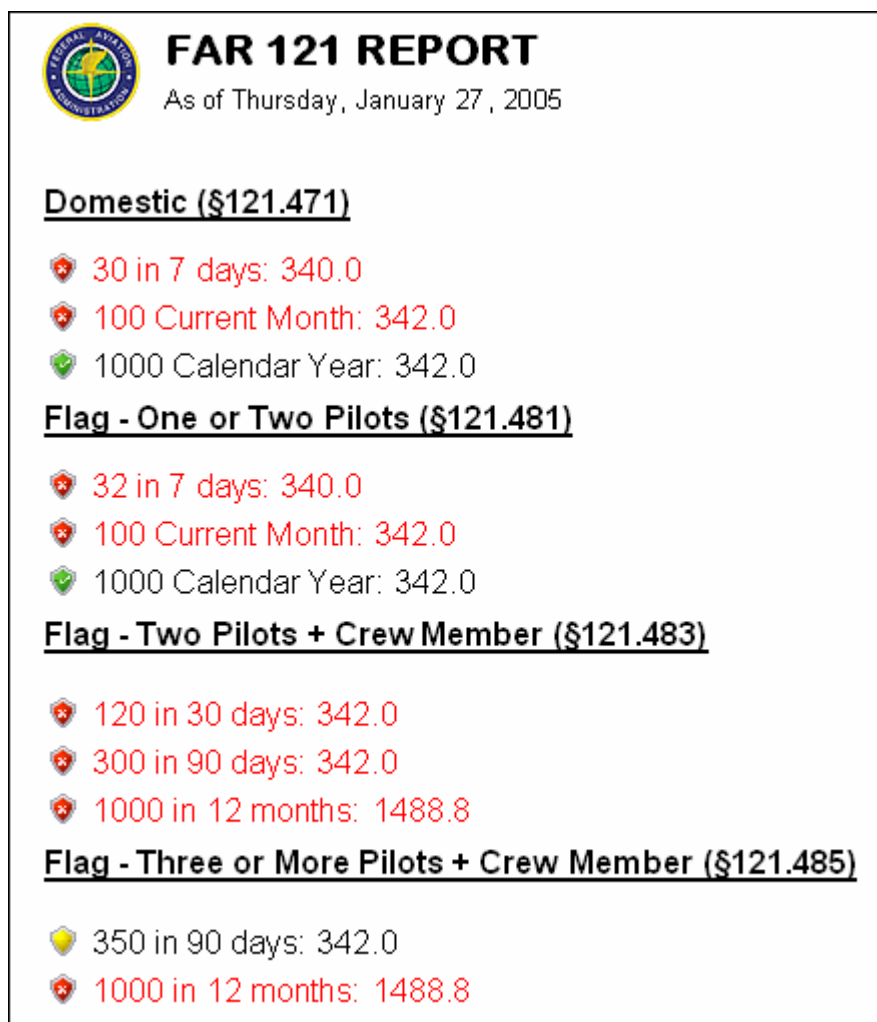 FEDERAL AVIATION
ADMINISTRATION
FAR 121 REPORT
As of Thursday, January 27, 2005
Domestic (§121.471)
30 in 7 days: 340.0
100 Current Month: 342.0
1000 Calendar Year: 342.0
Flag - One or Two Pilots (§121.481)
32 in 7 days: 340.0
100 Current Month: 342.0
1000 Calendar Year: 342.0
Flag - Two Pilots + Crew Member (§121.483)
120 in 30 days: 342.0
300 in 90 days: 342.0
1000 in 12 months: 1488.8
Flag - Three or More Pilots + Crew Member (§121.485)
350 in 90 days: 342.0
1000 in 12 months: 1488.8